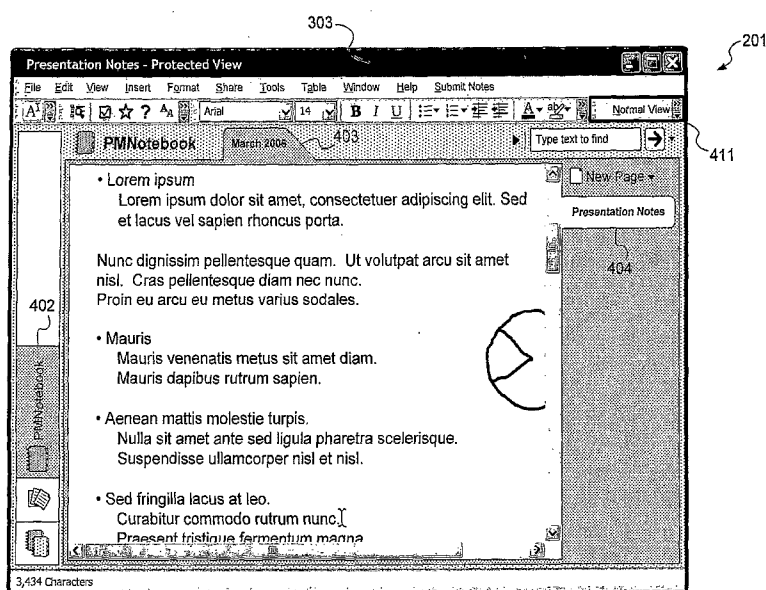 303
201
Presentation Notes - Protected View
File Edit View Insert Format Share Tools Table Window Help Submit Notes
Arial 14 B I U A Normal View
411
PMNotebook March 2006 403 Type text to find
New Page
Presentation Notes
404
402
PMNotebook
• Lorem ipsum
Lorem ipsum dolor sit amet, consectetuer adipiscing elit. Sed
et lacus vel sapien rhoncus porta.
Nunc dignissim pellentesque quam. Ut volutpat arcu sit amet
nisl. Cras pellentesque diam nec nunc.
Proin eu arcu eu metus varius sodales.
• Mauris
Mauris venenatis metus sit amet diam.
Mauris dapibus rutrum sapien.
• Aenean mattis molestie turpis.
Nulla sit amet ante sed ligula pharetra scelerisque.
Suspendisse ullamcorper nisl et nisl.
• Sed fringilla lacus at leo.
Curabitur commodo rutrum nunc.
Praesent tristique fermentum magna
3,434 Characters